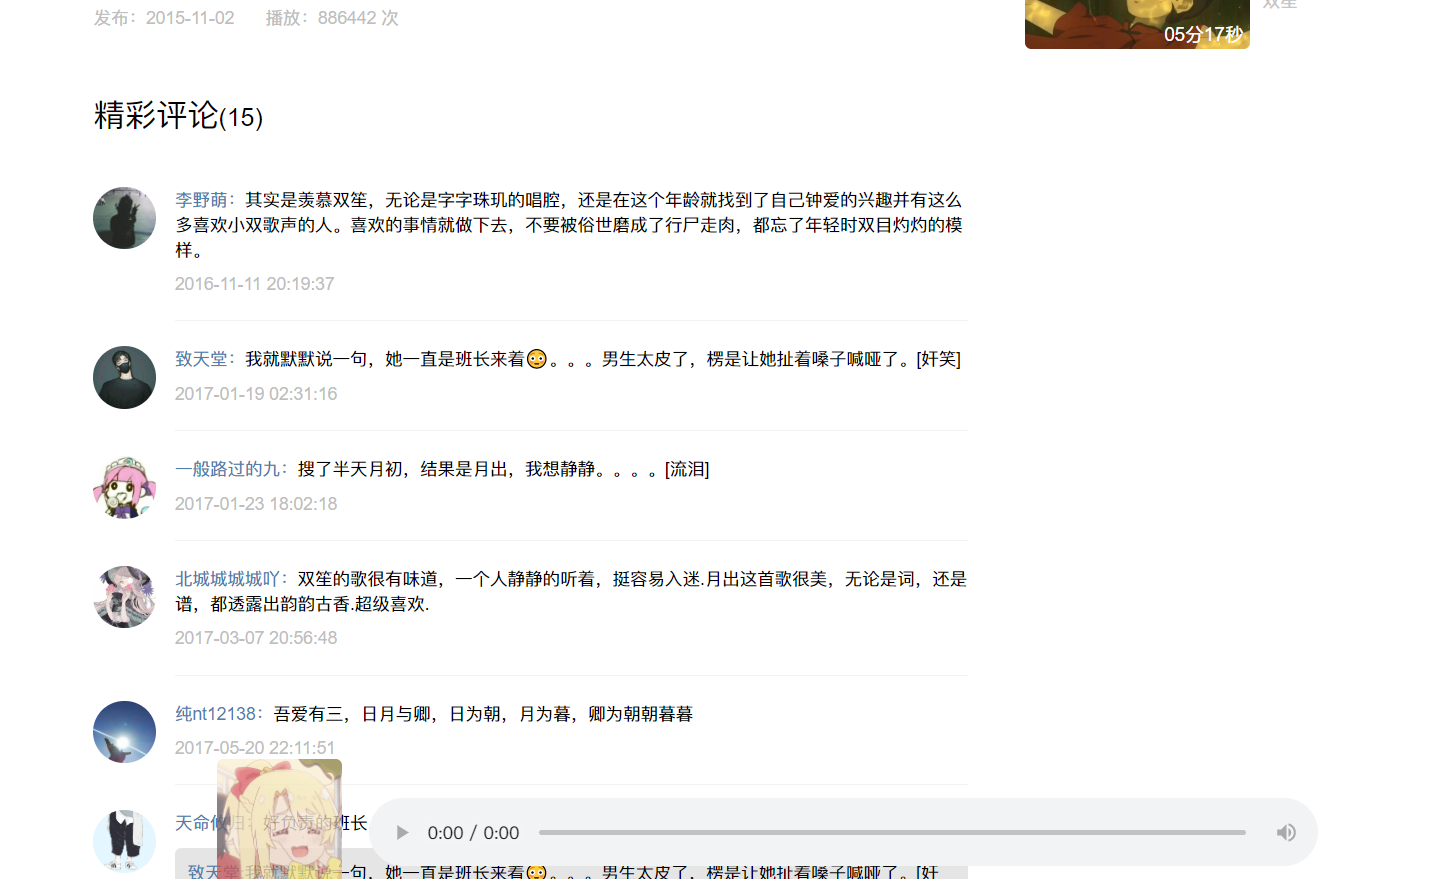 发布：2015-11-02 播放：886442 次
双笙
05分17秒
精彩评论(15)
李野萌：其实是羡慕双笙，无论是字字珠玑的唱腔，还是在这个年龄就找到了自己钟爱的兴趣并有这么
多喜欢小双歌声的人。喜欢的事情就做下去，不要被俗世磨成了行尸走肉，都忘了年轻时双目灼灼的模
样。
2016-11-11 20:19:37
致天堂：我就默默说一句，她一直是班长来着😳。。。男生太皮了，楞是让她扯着嗓子喊哑了。[奸笑]
2017-01-19 02:31:16
一般路过的九：搜了半天月初，结果是月出，我想静静。。。。[流泪]
2017-01-23 18:02:18
北城城城城吖：双笙的歌很有味道，一个人静静的听着，挺容易入迷.月出这首歌很美，无论是词，还是
谱，都透露出韵韵古香.超级喜欢.
2017-03-07 20:56:48
纯nt12138：吾爱有三，日月与卿，日为朝，月为暮，卿为朝朝暮暮
2017-05-20 22:11:51
天命攸归：好负责的班长
0:00 / 0:00
致天堂:我就默默说一句，她一直是班长来着😳。。。男生太皮了，楞是让她扯着嗓子喊哑了。[奸